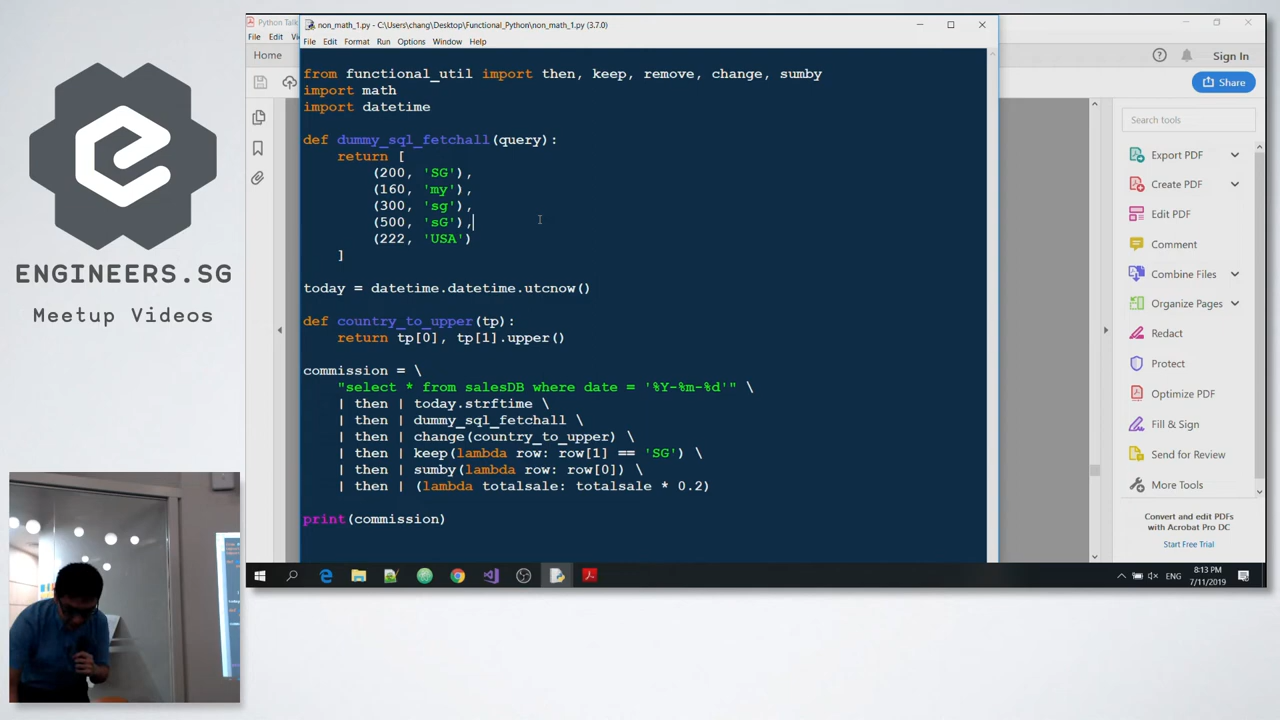 Python Talk
non_math_1.py - C:\Users\chang\Desktop\Functional_Python\non_math_1.py (3.7.0)
File Edit
File Edit Format Run Options Window Help
Home
Sign In
Share
from functional_util import then, keep, remove, change, sumby
import math
import datetime
def dummy_sql_fetchall(query):
    return [
        (200, 'SG'),
        (160, 'my'),
        (300, 'sg'),
        (500, 'sG'),
        (222, 'USA')
    ]
today = datetime.datetime.utcnow()
def country_to_upper(tp):
    return tp[0], tp[1].upper()
commission = \
    "select * from salesDB where date = '%Y-%m-%d'" \
    | then | today.strftime \
    | then | dummy_sql_fetchall \
    | then | change(country_to_upper) \
    | then | keep(lambda row: row[1] == 'SG') \
    | then | sumby(lambda row: row[0]) \
    | then | (lambda totalsale: totalsale * 0.2)
print(commission)
Search tools
Export PDF
Create PDF
Edit PDF
Comment
Combine Files
Organize Pages
Redact
Protect
Optimize PDF
Fill & Sign
Send for Review
More Tools
Convert and edit PDFs
with Acrobat Pro DC
Start Free Trial
ENG
8:13 PM
7/11/2019
ENGINEERS.SG
Meetup Videos